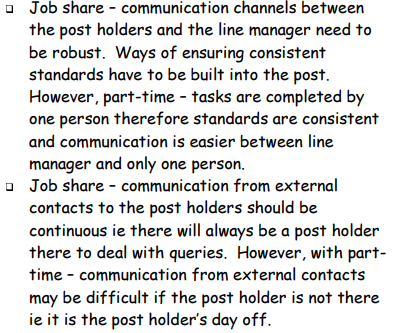 ❑ Job share – communication channels between
the post holders and the line manager need to
be robust.  Ways of ensuring consistent
standards have to be built into the post.
However, part-time – tasks are completed by
one person therefore standards are consistent
and communication is easier between line
manager and only one person.
❑ Job share – communication from external
contacts to the post holders should be
continuous ie there will always be a post holder
there to deal with queries.  However, with part-
time – communication from external contacts
may be difficult if the post holder is not there
ie it is the post holder's day off.